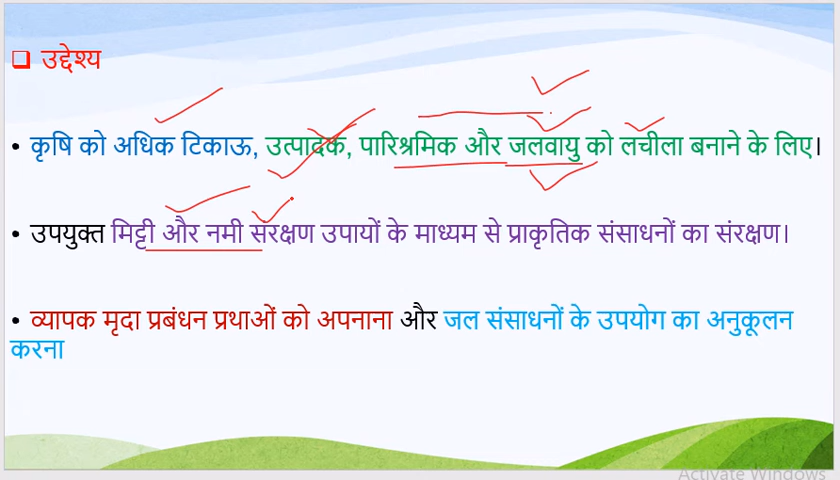 ❑ उद्देश्य
• कृषि को अधिक टिकाऊ, उत्पादक, पारिश्रमिक और जलवायु को लचीला बनाने के लिए।
• उपयुक्त मिट्टी और नमी संरक्षण उपायों के माध्यम से प्राकृतिक संसाधनों का संरक्षण।
• व्यापक मृदा प्रबंधन प्रथाओं को अपनाना और जल संसाधनों के उपयोग का अनुकूलन
करना
Activate Windows